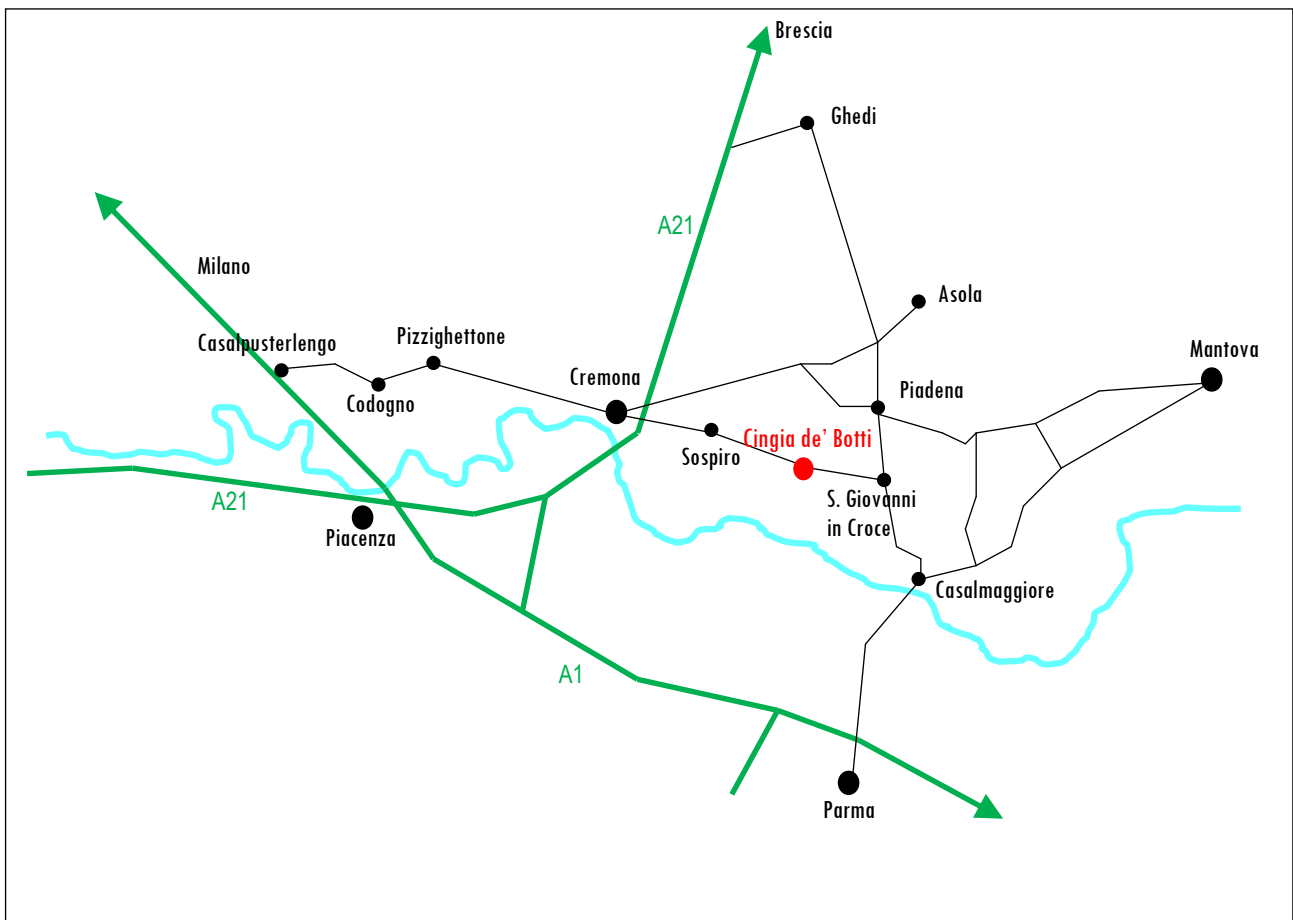 Brescia
Ghedi
A21
Milano
Asola
Casalpusterlengo
Pizzighettone
Mantova
Cremona
Codogno
Piadena
Cingia de' Botti
Sospiro
A21
S. Giovanni
in Croce
Piacenza
Casalmaggiore
A1
Parma